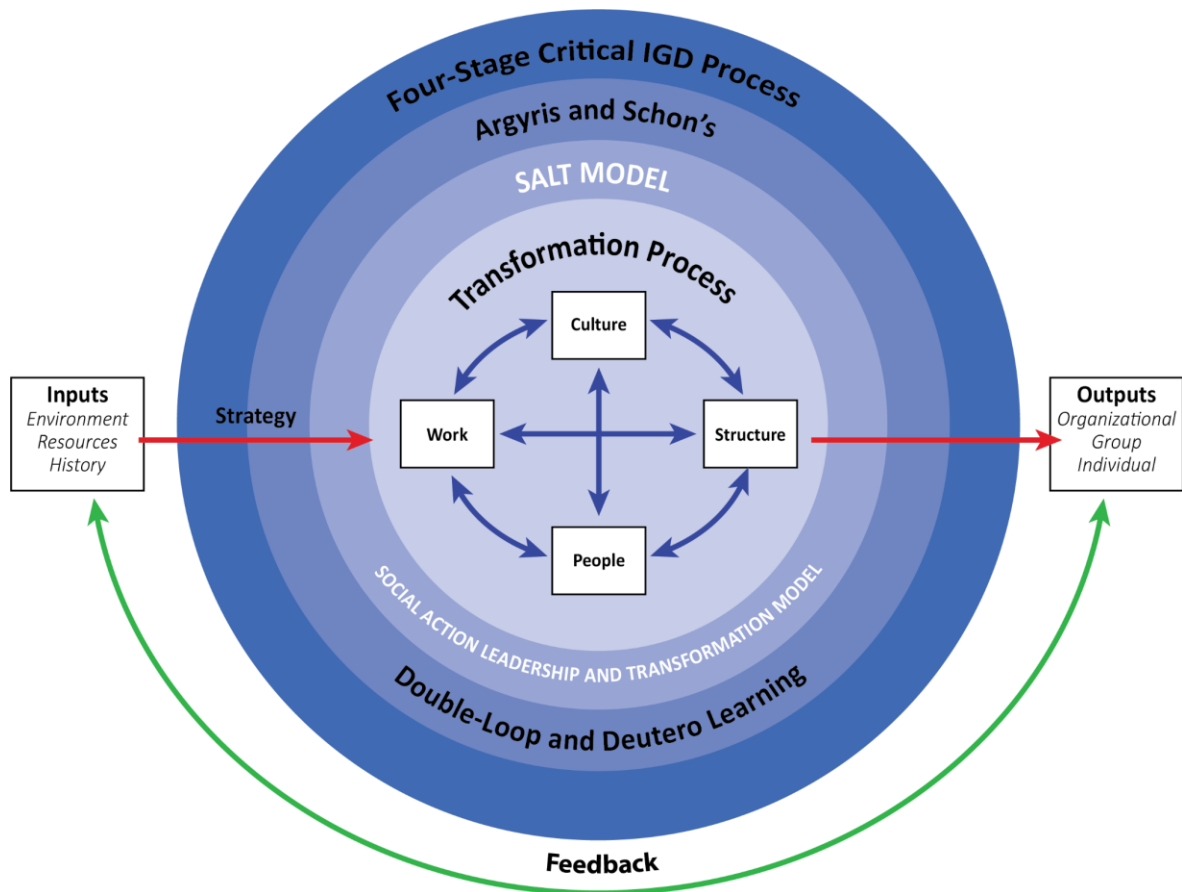 Four-Stage Critical IGD Process
Argyris and Schon's
SALT MODEL
Transformation Process
Culture
Inputs
Environment
Resources
History
Strategy
Work
Structure
Outputs
Organizational
Group
Individual
People
SOCIAL ACTION LEADERSHIP AND TRANSFORMATION MODEL
Double-Loop and Deutero Learning
Feedback